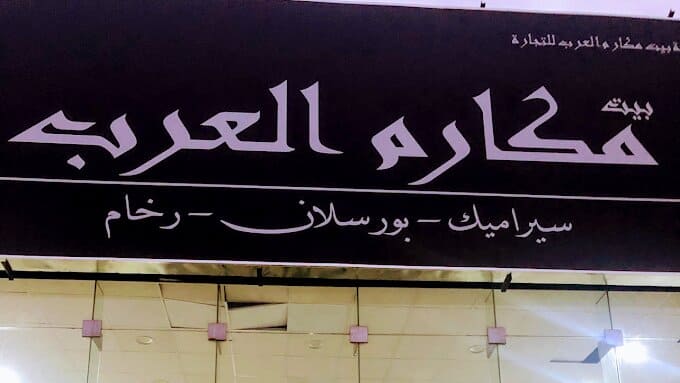 ة بيت مكارم العرب للتجارة
بيت
مكارم العرب
سيراميك - بورسلان - رخام